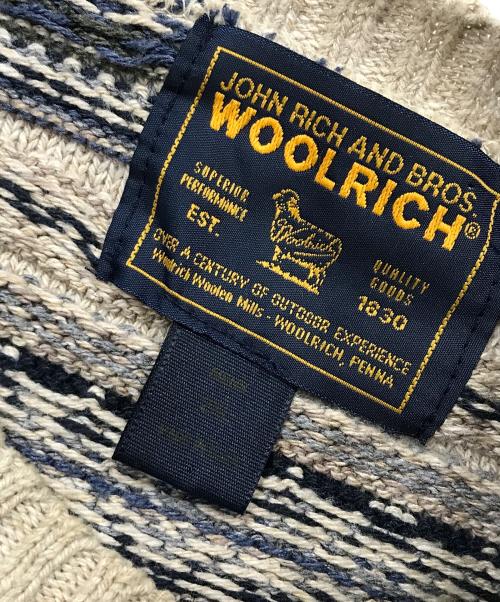 JOHN RICH AND BROS.
WOOLRICH®
SUPERIOR
PERFORMANCE
EST.
Woolrich
QUALITY
GOODS
1830
OVER A CENTURY OF OUTDOOR EXPERIENCE
Woolrich Woolen Mills - WOOLRICH, PENNA